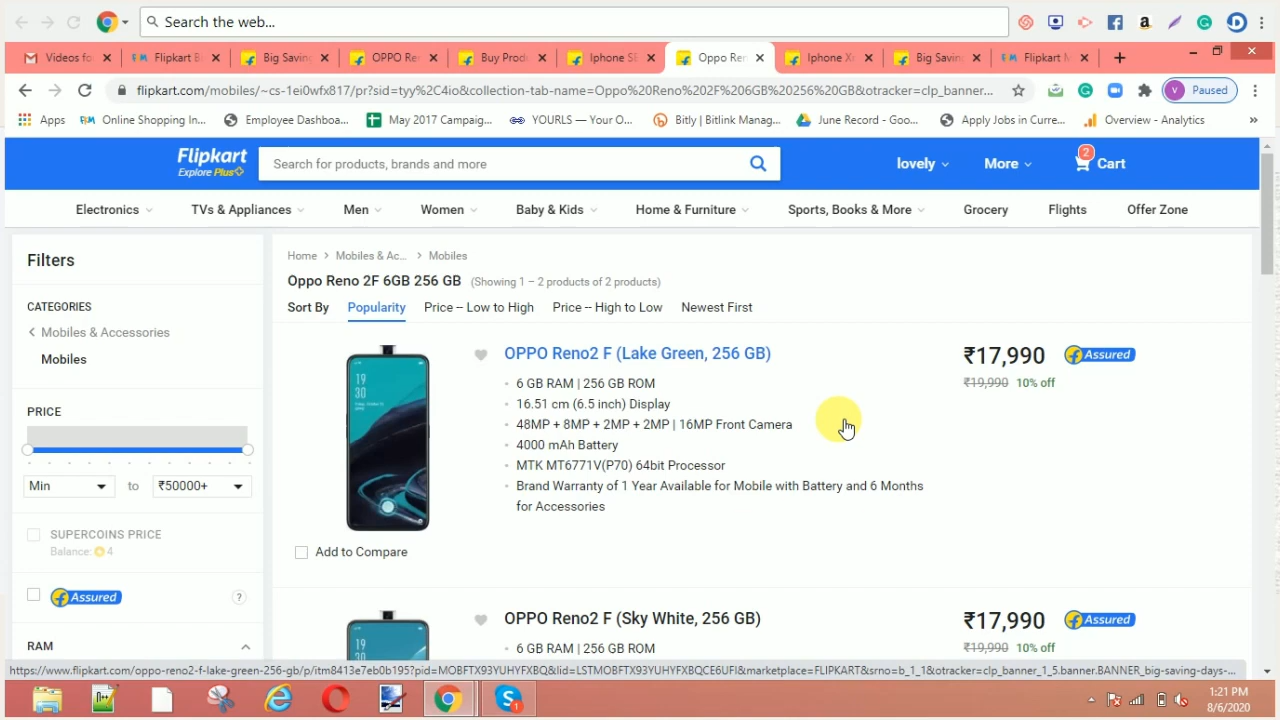 Search the web...
Videos fo
Flipkart B
Big Saving
OPPO Re
Buy Prod
Iphone SE
Oppo Ren
Iphone X
Big Saving
Flipkart M
flipkart.com/mobiles/~cs-1ei0wfx817/pr?sid=tyy%2C4io&collection-tab-name=Oppo%20Reno%202F%206GB%20256%20GB&otracker=clp_banner...
V Paused
Apps
Online Shopping In...
Employee Dashboa...
May 2017 Campaig...
YOURLS — Your O...
Bitly | Bitlink Manag...
June Record - Goo...
Apply Jobs in Curre...
Overview - Analytics
»
Flipkart
Explore Plus
Search for products, brands and more
lovely
More
2
Cart
Electronics
TVs & Appliances
Men
Women
Baby & Kids
Home & Furniture
Sports, Books & More
Grocery
Flights
Offer Zone
Filters
CATEGORIES
Mobiles & Accessories
Mobiles
PRICE
Min
to
₹50000+
SUPERCOINS PRICE
Balance: 4
Assured
?
RAM
Home > Mobiles & Ac... > Mobiles
Oppo Reno 2F 6GB 256 GB (Showing 1 – 2 products of 2 products)
Sort By Popularity Price -- Low to High Price -- High to Low Newest First
OPPO Reno2 F (Lake Green, 256 GB)
6 GB RAM | 256 GB ROM
16.51 cm (6.5 inch) Display
48MP + 8MP + 2MP + 2MP | 16MP Front Camera
4000 mAh Battery
MTK MT6771V(P70) 64bit Processor
Brand Warranty of 1 Year Available for Mobile with Battery and 6 Months
for Accessories
₹17,990
Assured
₹19,990 10% off
19
30
Add to Compare
OPPO Reno2 F (Sky White, 256 GB)
6 GB RAM | 256 GB ROM
₹17,990
Assured
₹19,990 10% off
19
https://www.flipkart.com/oppo-reno2-f-lake-green-256-gb/p/itm8413e7eb0b195?pid=MOBFTX93YUHYFXBQ&lid=LSTMOBFTX93YUHYFXBQCE6UFI&marketplace=FLIPKART&srno=b_1_1&otracker=clp_banner_1_5.banner.BANNER_big-saving-days-...
1:21 PM
8/6/2020